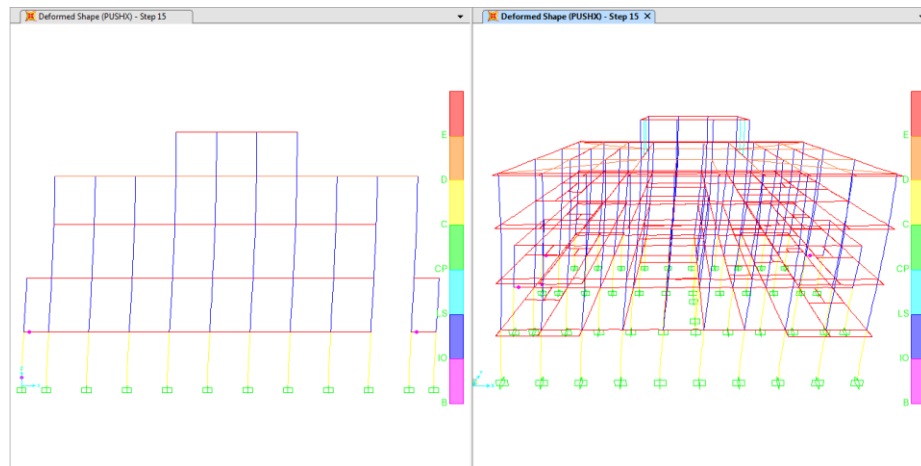 Deformed Shape (PUSHX) - Step 15
E
D
C
CP
LS
IO
B
Deformed Shape (PUSHX) - Step 15
E
D
C
CP
LS
IO
B